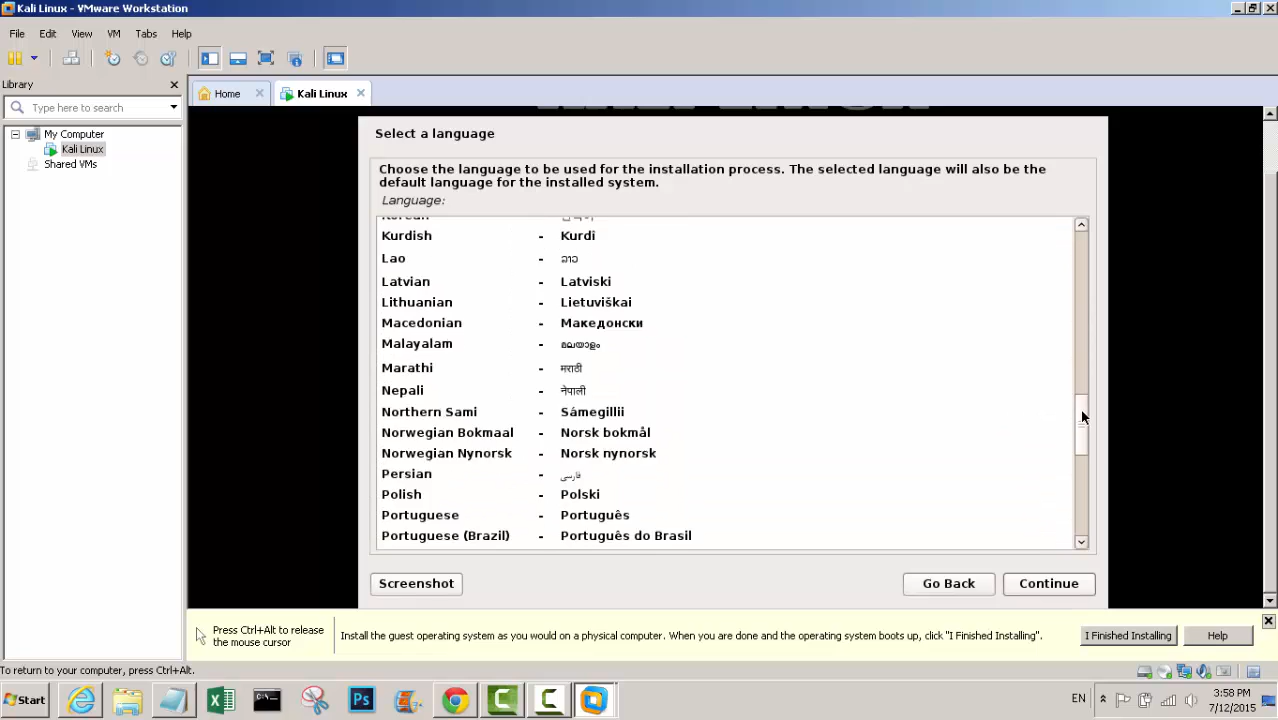 Kali Linux - VMware Workstation
File Edit View VM Tabs Help
Library
Type here to search
My Computer
Kali Linux
Shared VMs
Home
Kali Linux
Select a language
Choose the language to be used for the installation process. The selected language will also be the
default language for the installed system.
Language:
Korean - 한국어
Kurdish - Kurdî
Lao - ລາວ
Latvian - Latviski
Lithuanian - Lietuviškai
Macedonian - Македонски
Malayalam - മലയാളം
Marathi - मराठी
Nepali - नेपाली
Northern Sami - Sámegillii
Norwegian Bokmaal - Norsk bokmål
Norwegian Nynorsk - Norsk nynorsk
Persian - فارسی
Polish - Polski
Portuguese - Português
Portuguese (Brazil) - Português do Brasil
Screenshot
Go Back
Continue
Press Ctrl+Alt to release
the mouse cursor
Install the guest operating system as you would on a physical computer. When you are done and the operating system boots up, click "I Finished Installing".
I Finished Installing
Help
To return to your computer, press Ctrl+Alt.
Start
Ps
EN
3:58 PM
7/12/2015